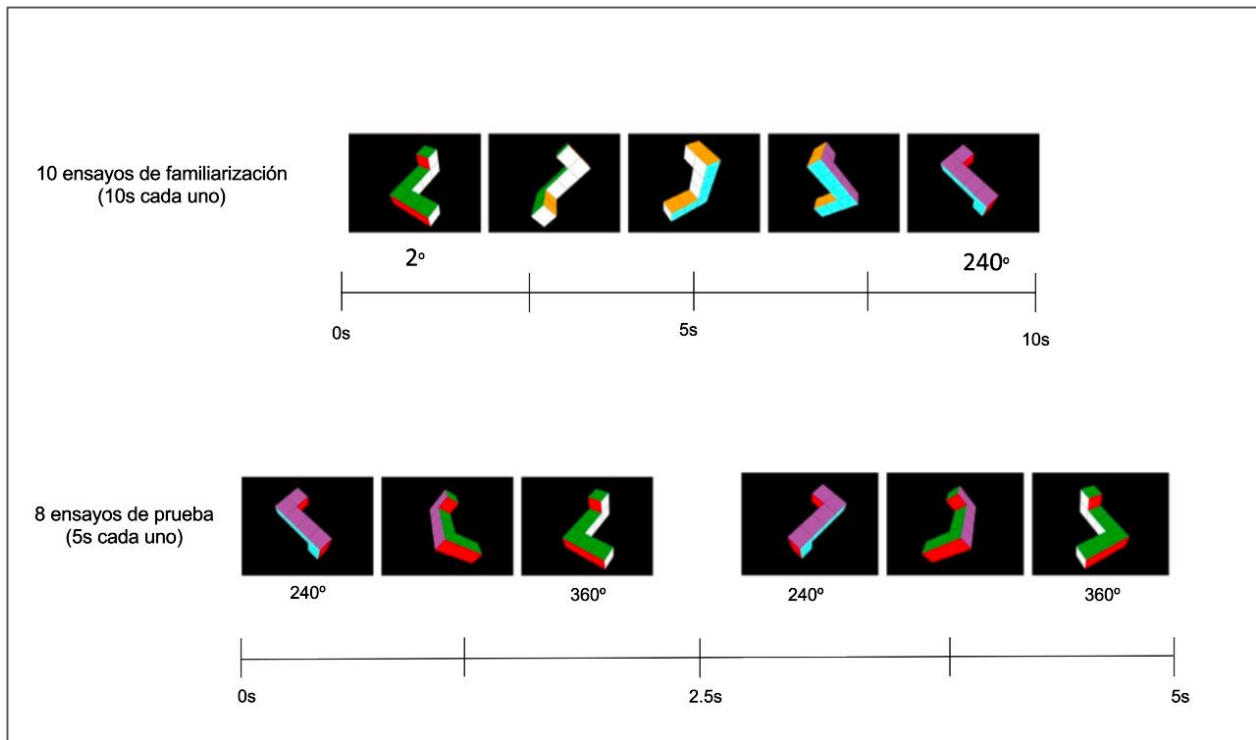 10 ensayos de familiarización
(10s cada uno)
2º
240º
0s
5s
10s
8 ensayos de prueba
(5s cada uno)
240º
360º
240º
360º
0s
2.5s
5s